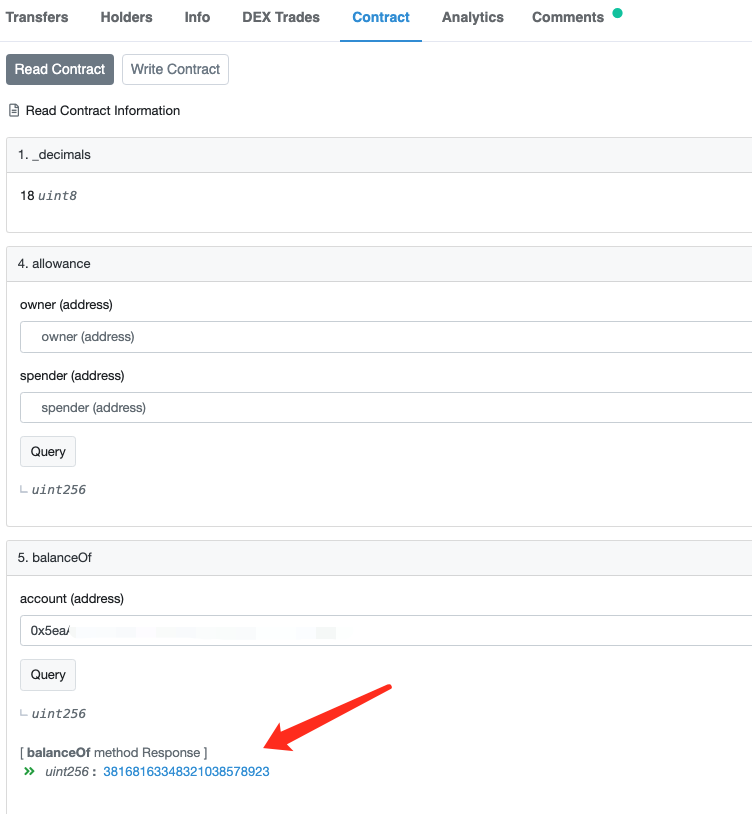 Transfers Holders Info DEX Trades Contract Analytics Comments
Read Contract Write Contract
Read Contract Information
1. _decimals
18 uint8
4. allowance
owner (address)
owner (address)
spender (address)
spender (address)
Query
uint256
5. balanceOf
account (address)
0x5ea
Query
uint256
[ balanceOf method Response ]
uint256 : 38168163348321038578923